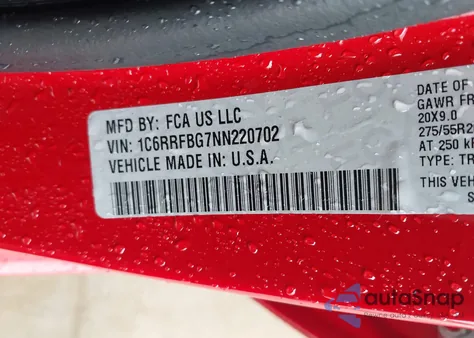 MFD BY: FCA US LLC
VIN: 1C6RRFBG7NN220702
VEHICLE MADE IN: U.S.A.
DATE OF
GAWR FR
20X9.0
275/55R2
AT 250 kP
TYPE: TR
THIS VEH
S
autoSnap